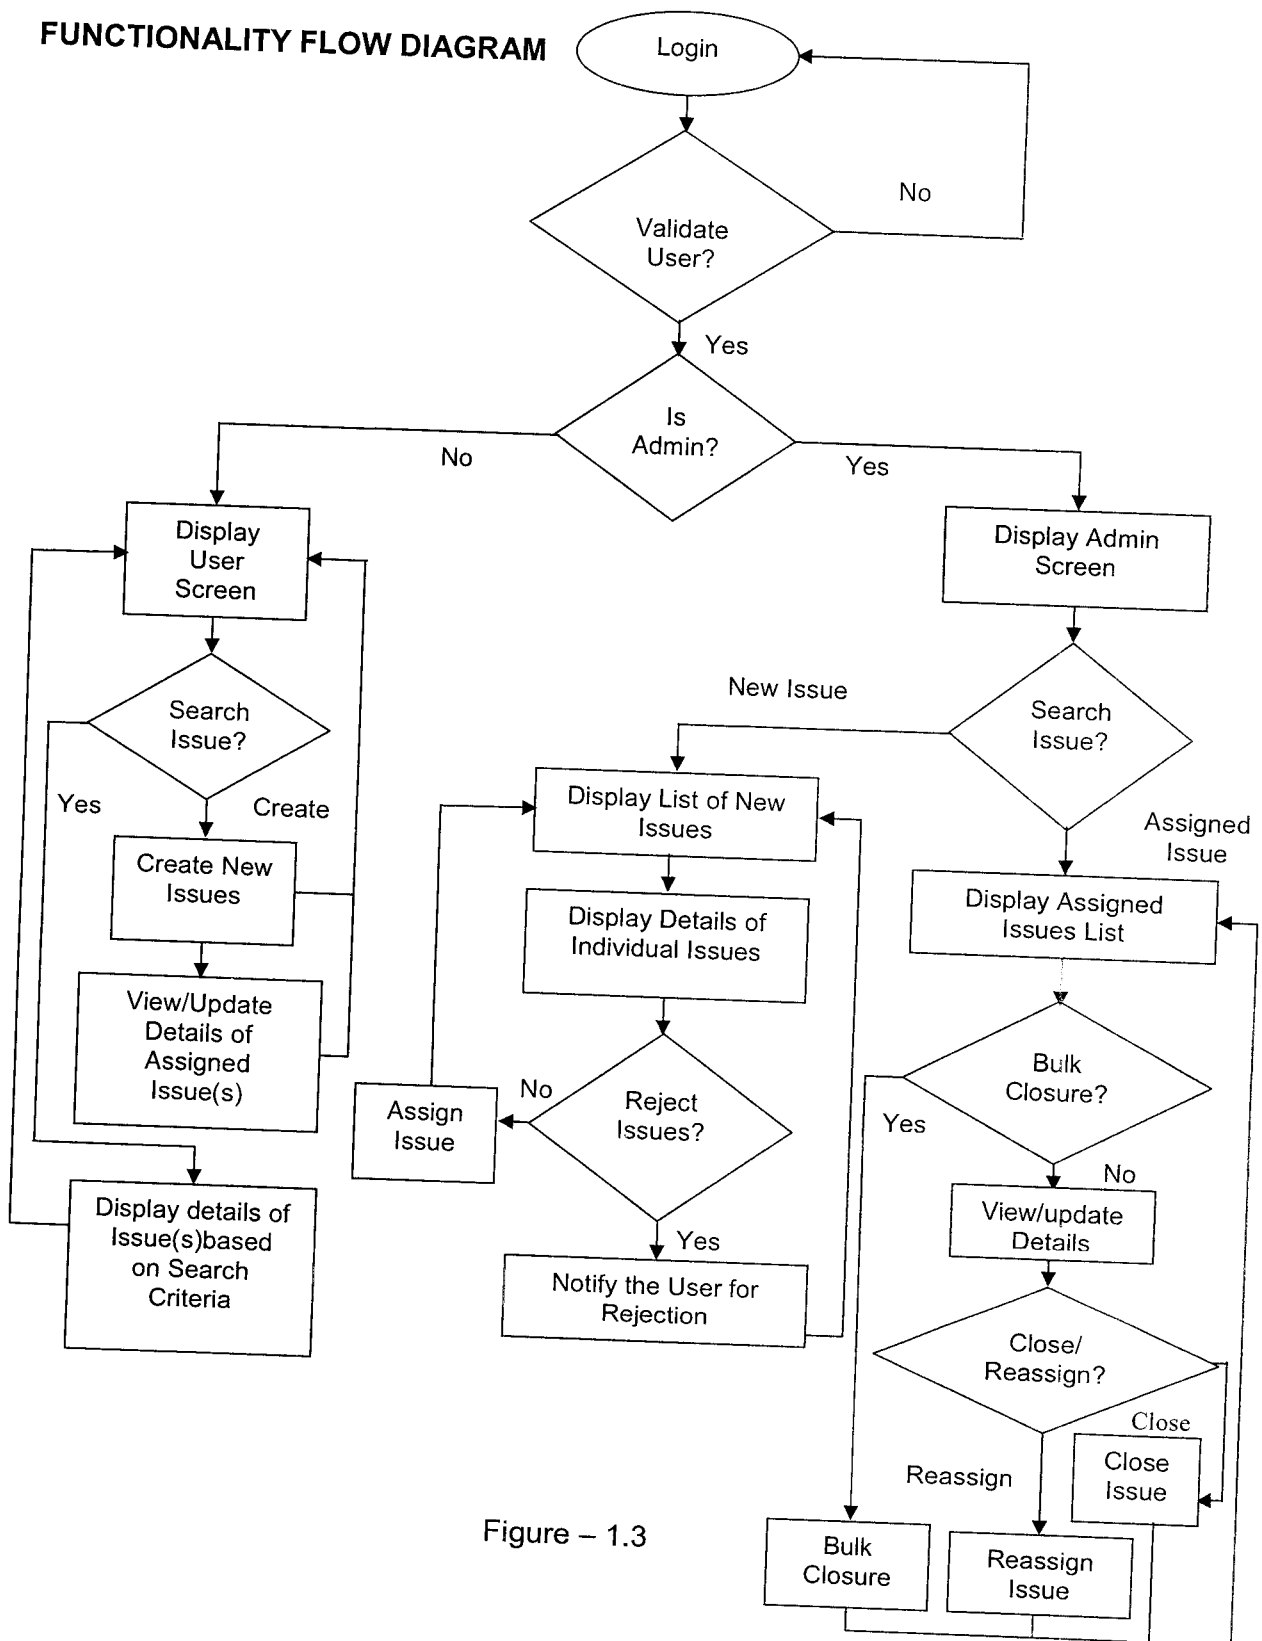 FUNCTIONALITY FLOW DIAGRAM
Login
No
Validate
User?
Yes
Is
Admin?
No
Yes
Display
User
Screen
Display Admin
Screen
Search
Issue?
Yes
Create
Create New
Issues
View/Update
Details of
Assigned
Issue(s)
Display details of
Issue(s)based
on Search
Criteria
New Issue
Search
Issue?
Assigned
Issue
Display List of New
Issues
Display Details of
Individual Issues
Reject
Issues?
No
Assign
Issue
Yes
Notify the User for
Rejection
Display Assigned
Issues List
Bulk
Closure?
Yes
No
View/update
Details
Close/
Reassign?
Close
Close
Issue
Reassign
Bulk
Closure
Reassign
Issue
Figure – 1.3